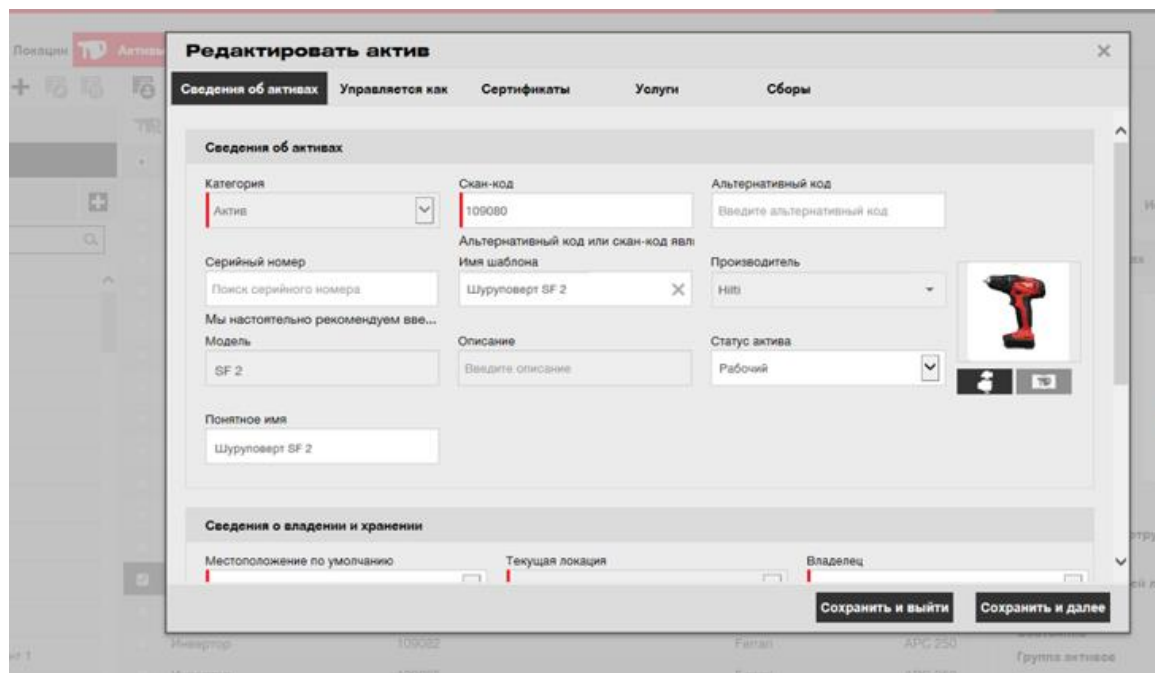 Локации
Активы
Редактировать актив
Сведения об активах
Управляется как
Сертификаты
Услуги
Сборы
Сведения об активах
Категория
Скан-код
Альтернативный код
Актив
109080
Введите альтернативный код
Альтернативный код или скан-код явля
Серийный номер
Имя шаблона
Производитель
Поиск серийного номера
Шуруповерт SF 2
Hilti
Мы настоятельно рекомендуем вве...
Модель
Описание
Статус актива
SF 2
Введите описание
Рабочий
Понятное имя
Шуруповерт SF 2
Сведения о владении и хранении
Местоположение по умолчанию
Текущая локация
Владелец
Сохранить и выйти
Сохранить и далее
Инвертор
109082
Ferrari
APC 250
Группа активов